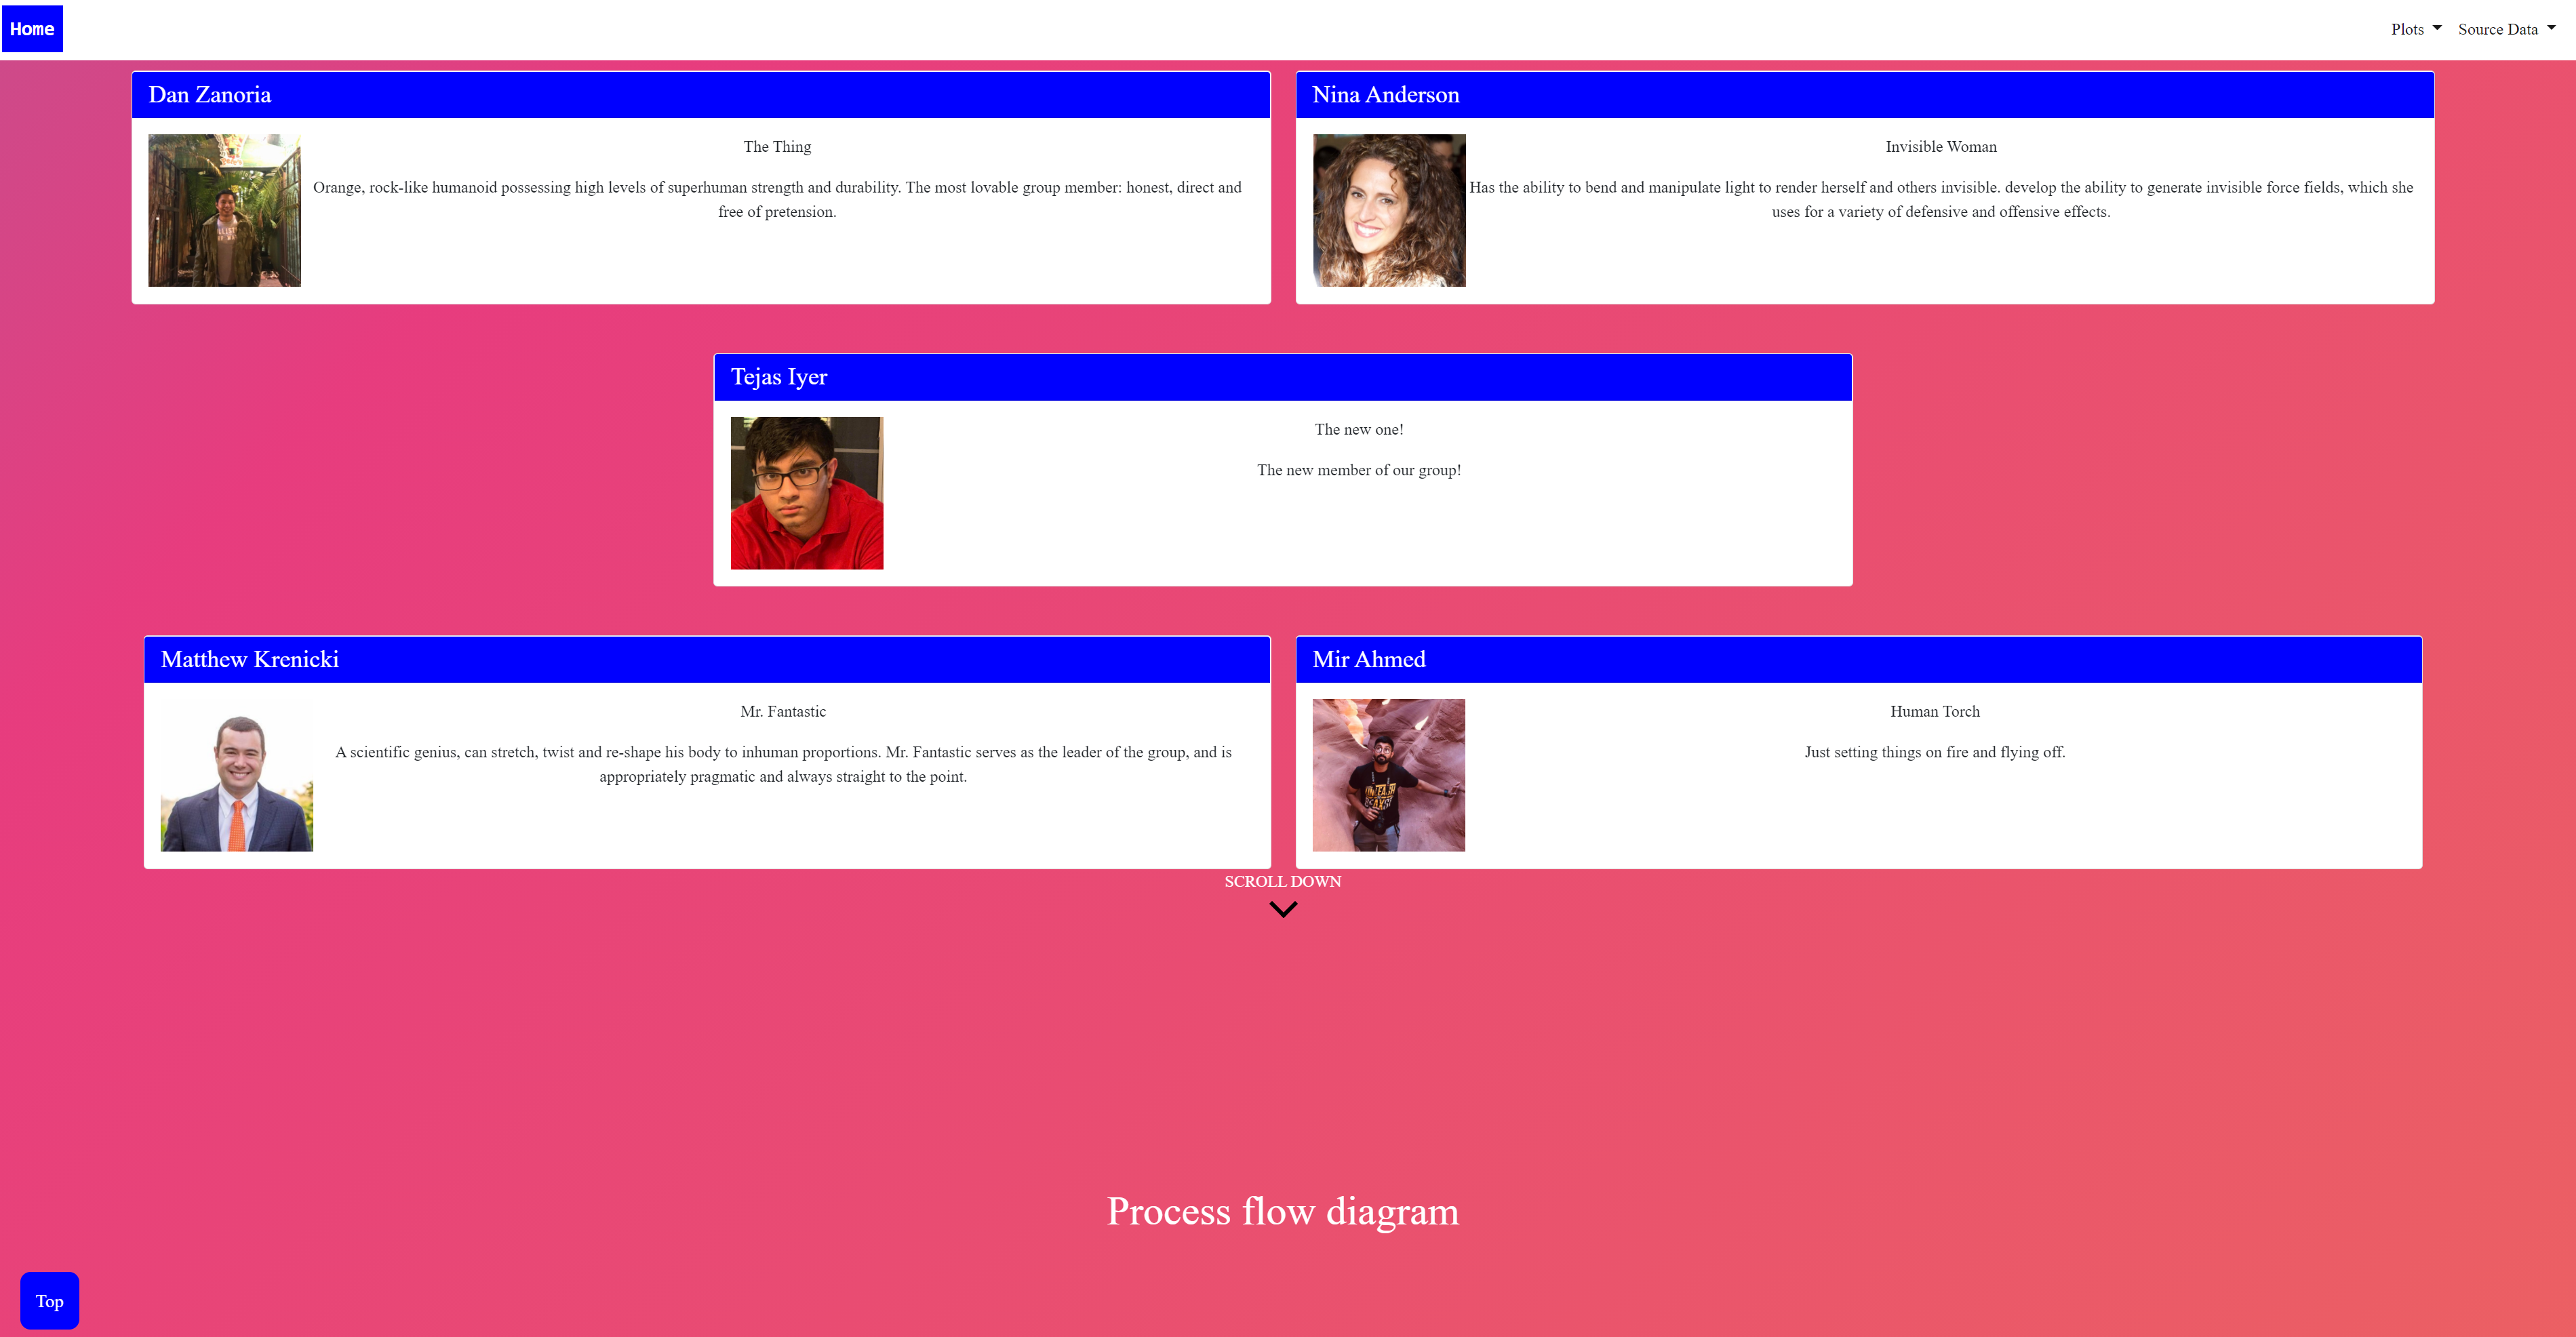 Home
Plots
Source Data
Dan Zanoria
The Thing
Orange, rock-like humanoid possessing high levels of superhuman strength and durability. The most lovable group member: honest, direct and
free of pretension.
Nina Anderson
Invisible Woman
Has the ability to bend and manipulate light to render herself and others invisible. develop the ability to generate invisible force fields, which she
uses for a variety of defensive and offensive effects.
Tejas Iyer
The new one!
The new member of our group!
Matthew Krenicki
Mr. Fantastic
A scientific genius, can stretch, twist and re-shape his body to inhuman proportions. Mr. Fantastic serves as the leader of the group, and is
appropriately pragmatic and always straight to the point.
Mir Ahmed
Human Torch
Just setting things on fire and flying off.
SCROLL DOWN
Process flow diagram
Top